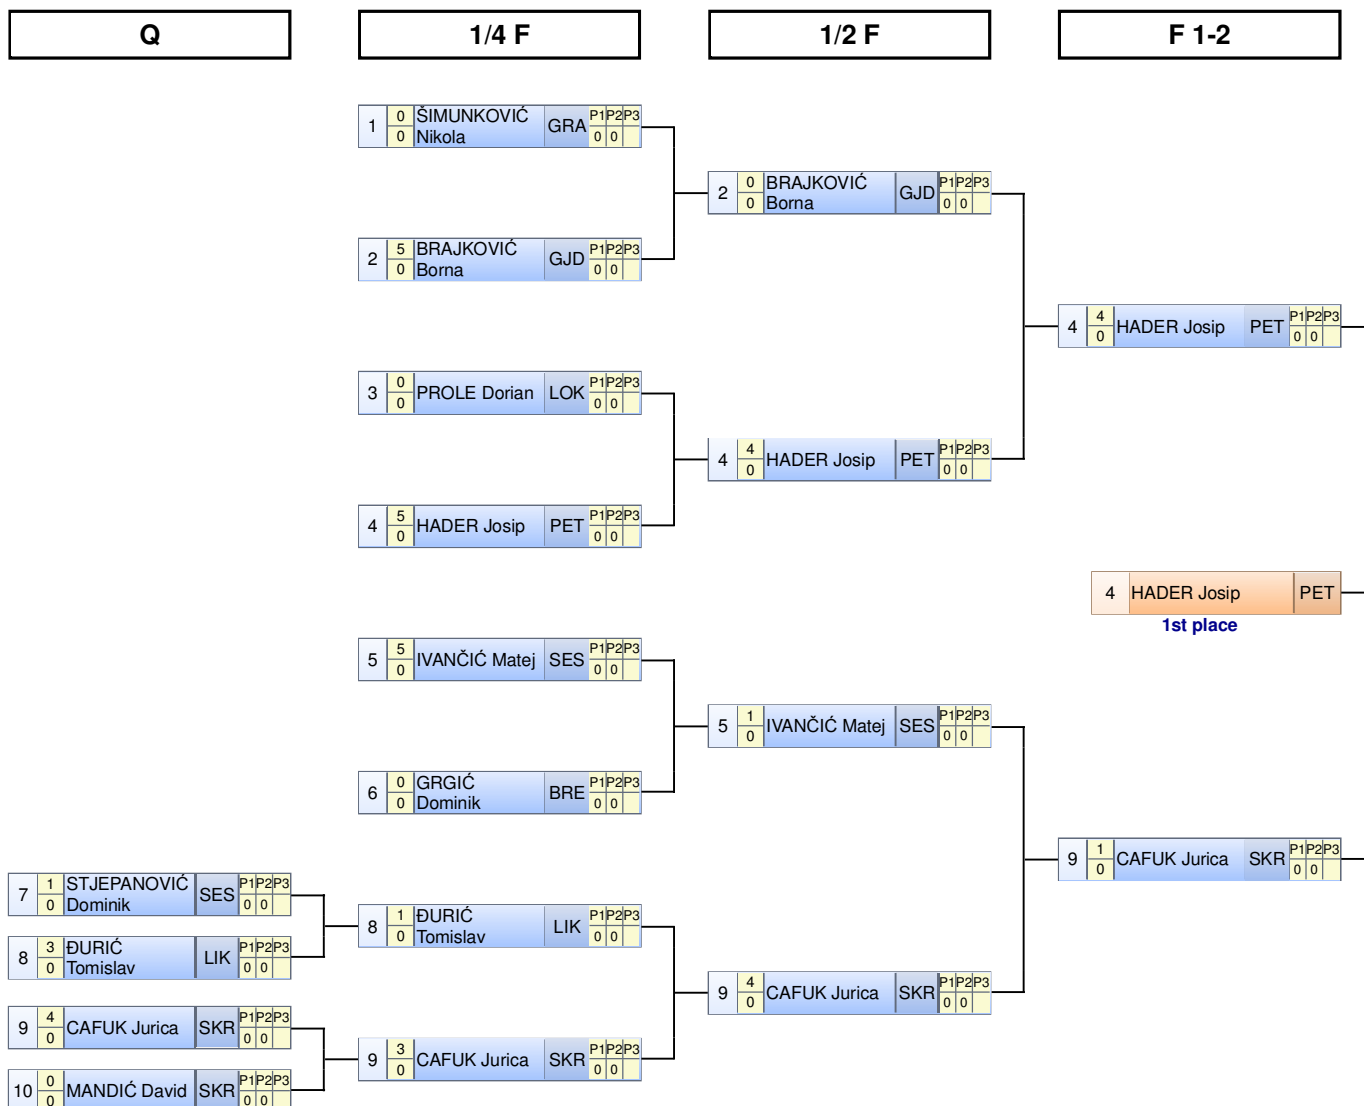 Q 1/4 F 1/2 F F 1-2
1 0 ŠIMUNKOVIĆ GRA P1 P2 P3
0 Nikola 0 0
2 0 BRAJKOVIĆ GJD P1 P2 P3
0 Borna 0 0
2 5 BRAJKOVIĆ GJD P1 P2 P3
0 Borna 0 0
4 4 HADER Josip PET P1 P2 P3
0 0 0
3 0 PROLE Dorian LOK P1 P2 P3
0 0 0
4 4 HADER Josip PET P1 P2 P3
0 0 0
4 5 HADER Josip PET P1 P2 P3
0 0 0
4 HADER Josip PET
1st place
5 5 IVANČIĆ Matej SES P1 P2 P3
0 0 0
5 1 IVANČIĆ Matej SES P1 P2 P3
0 0 0
6 0 GRGIĆ BRE P1 P2 P3
0 Dominik 0 0
9 1 CAFUK Jurica SKR P1 P2 P3
0 0 0
7 1 STJEPANOVIĆ SES P1 P2 P3
0 Dominik 0 0
8 1 ĐURIĆ LIK P1 P2 P3
0 Tomislav 0 0
8 3 ĐURIĆ LIK P1 P2 P3
0 Tomislav 0 0
9 4 CAFUK Jurica SKR P1 P2 P3
0 0 0
9 4 CAFUK Jurica SKR P1 P2 P3
0 0 0
9 3 CAFUK Jurica SKR P1 P2 P3
0 0 0
10 0 MANDIĆ David SKR P1 P2 P3
0 0 0